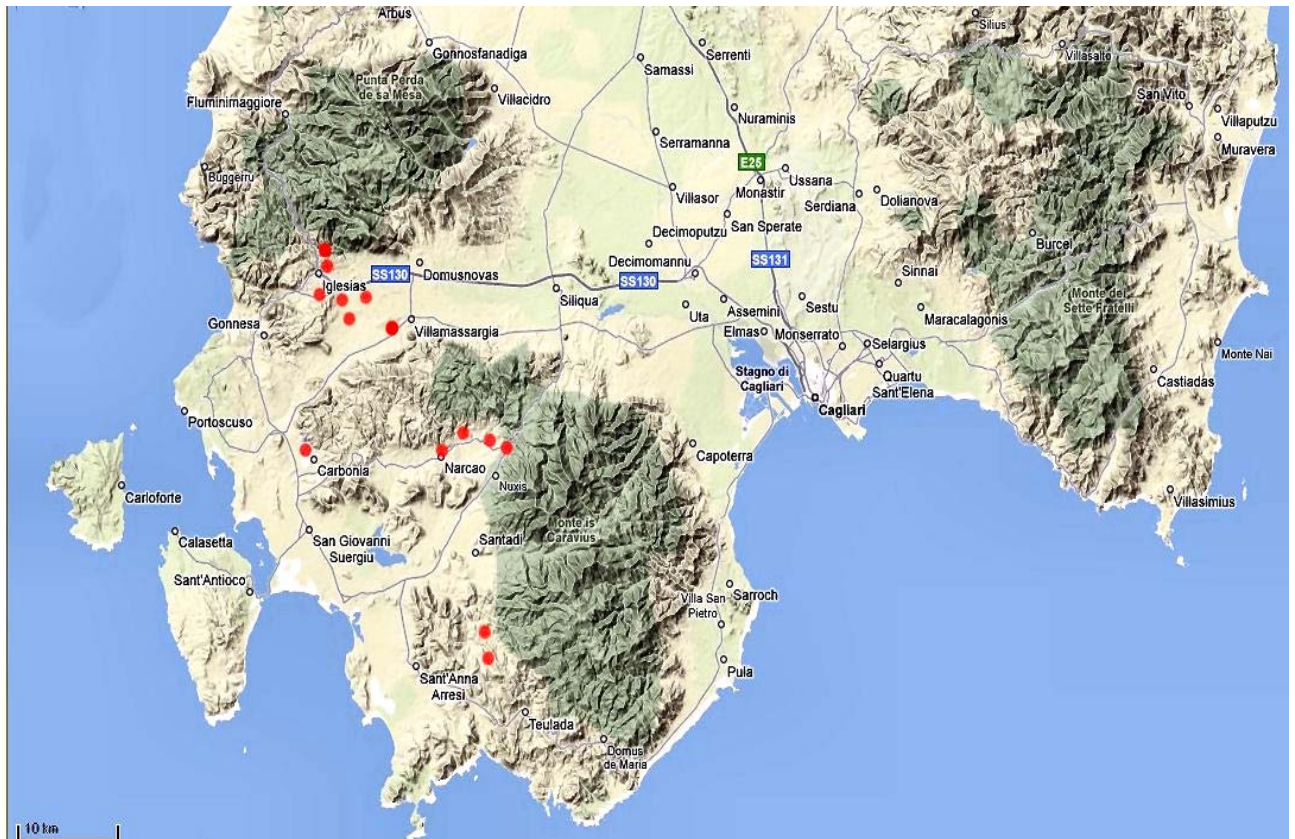 Arbus
Silius
Gonnosfanadiga
Serrenti
Villasalto
Samassi
Punta Perda
de sa Mesa
Villacidro
San Vito
Fluminimaggiore
Nuraminis
Villaputzu
Serramanna
Muravera
E25
Buggerru
Ussana
Monastir
Villasor
Serdiana
Dolianova
San Sperate
Decimoputzu
Burcei
Decimomannu
SS131
SS130
Domusnovas
SS130
Sinnai
Iglesias
Siliqua
Monte dei
Sette Fratelli
Uta
Assemini
Sestu
Maracalagonis
Gonnesa
Villamassargia
Elmas
Monserrato
Selargius
Monte Nai
Stagno di
Cagliari
Quartu
Sant'Elena
Castiadas
Portoscuso
Cagliari
Capoterra
Carbonia
Narcao
Nuxis
Carloforte
Villasimius
Monte is
Caravius
Calasetta
San Giovanni
Suergiu
Santadi
Sant'Antioco
Sarroch
Villa San
Pietro
Pula
Sant'Anna
Arresi
Teulada
Domus
de Maria
10 km